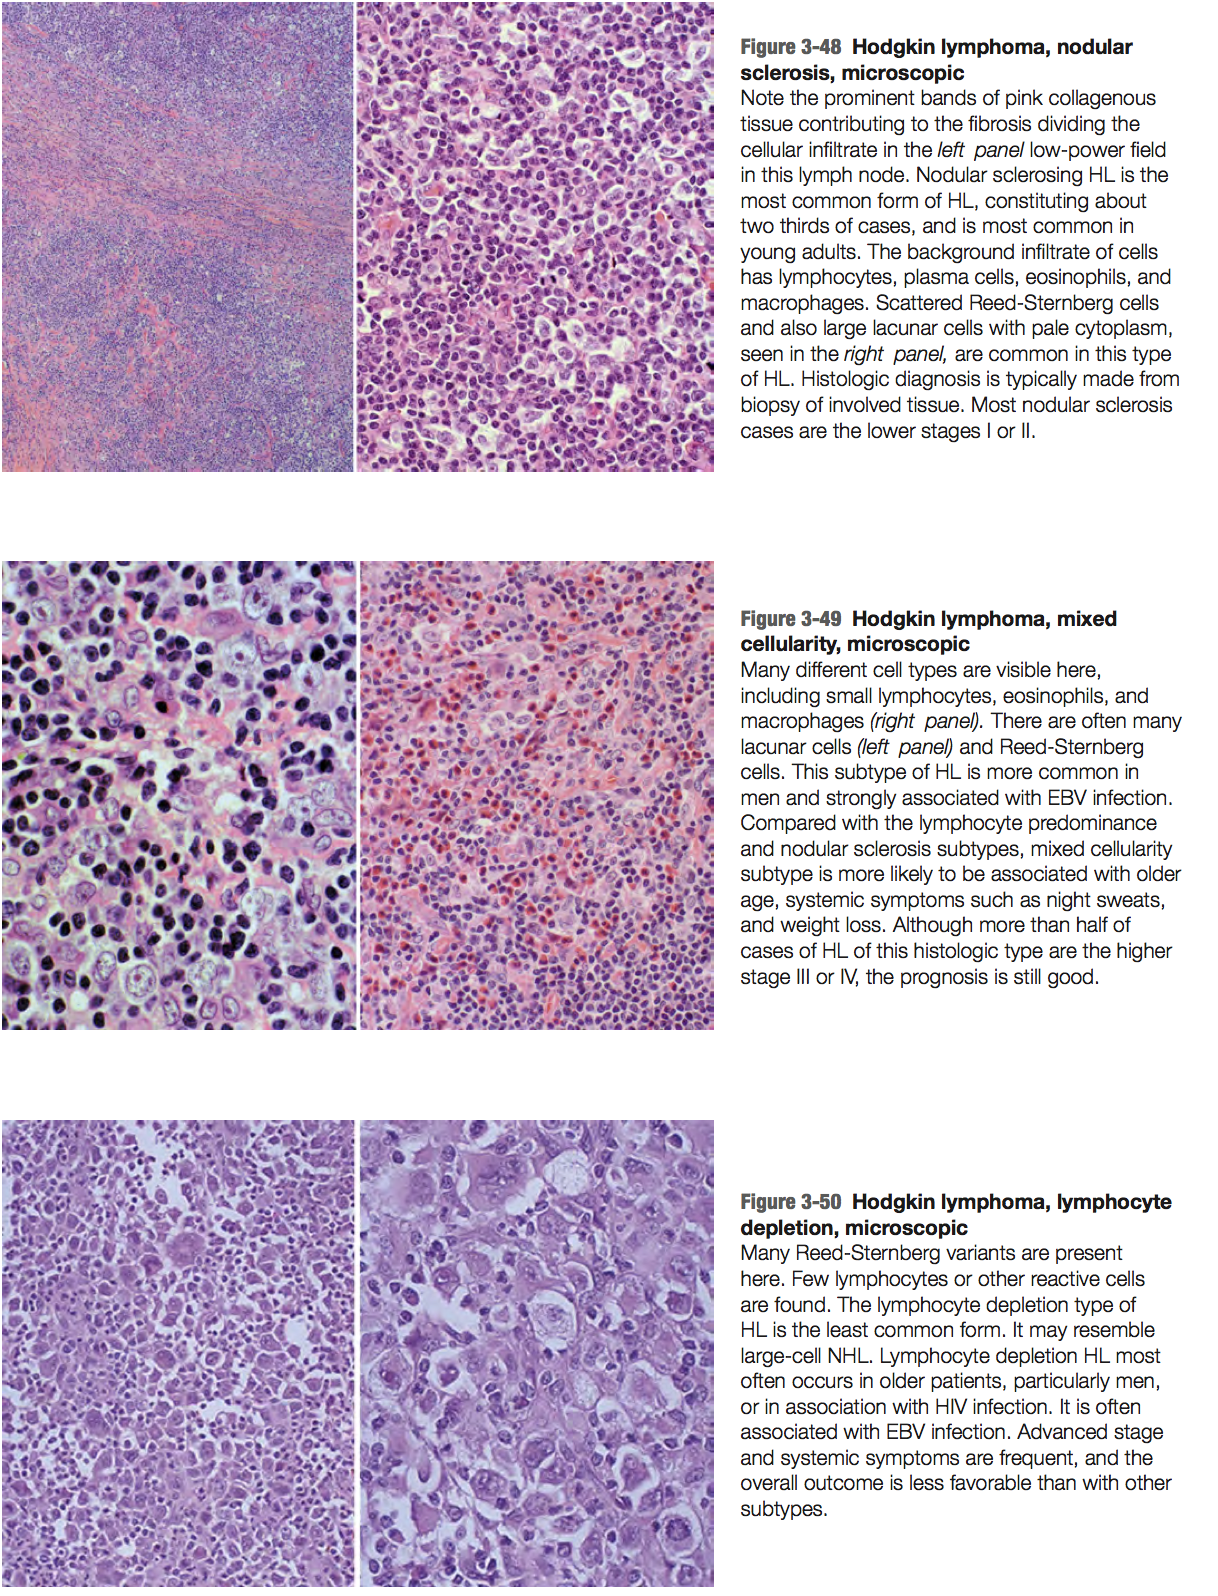 Figure 3-48 Hodgkin lymphoma, nodular
sclerosis, microscopic
Note the prominent bands of pink collagenous
tissue contributing to the fibrosis dividing the
cellular infiltrate in the left panel low-power field
in this lymph node. Nodular sclerosing HL is the
most common form of HL, constituting about
two thirds of cases, and is most common in
young adults. The background infiltrate of cells
has lymphocytes, plasma cells, eosinophils, and
macrophages. Scattered Reed-Sternberg cells
and also large lacunar cells with pale cytoplasm,
seen in the right panel, are common in this type
of HL. Histologic diagnosis is typically made from
biopsy of involved tissue. Most nodular sclerosis
cases are the lower stages I or II.
Figure 3-49 Hodgkin lymphoma, mixed
cellularity, microscopic
Many different cell types are visible here,
including small lymphocytes, eosinophils, and
macrophages (right panel). There are often many
lacunar cells (left panel) and Reed-Sternberg
cells. This subtype of HL is more common in
men and strongly associated with EBV infection.
Compared with the lymphocyte predominance
and nodular sclerosis subtypes, mixed cellularity
subtype is more likely to be associated with older
age, systemic symptoms such as night sweats,
and weight loss. Although more than half of
cases of HL of this histologic type are the higher
stage III or IV, the prognosis is still good.
Figure 3-50 Hodgkin lymphoma, lymphocyte
depletion, microscopic
Many Reed-Sternberg variants are present
here. Few lymphocytes or other reactive cells
are found. The lymphocyte depletion type of
HL is the least common form. It may resemble
large-cell NHL. Lymphocyte depletion HL most
often occurs in older patients, particularly men,
or in association with HIV infection. It is often
associated with EBV infection. Advanced stage
and systemic symptoms are frequent, and the
overall outcome is less favorable than with other
subtypes.